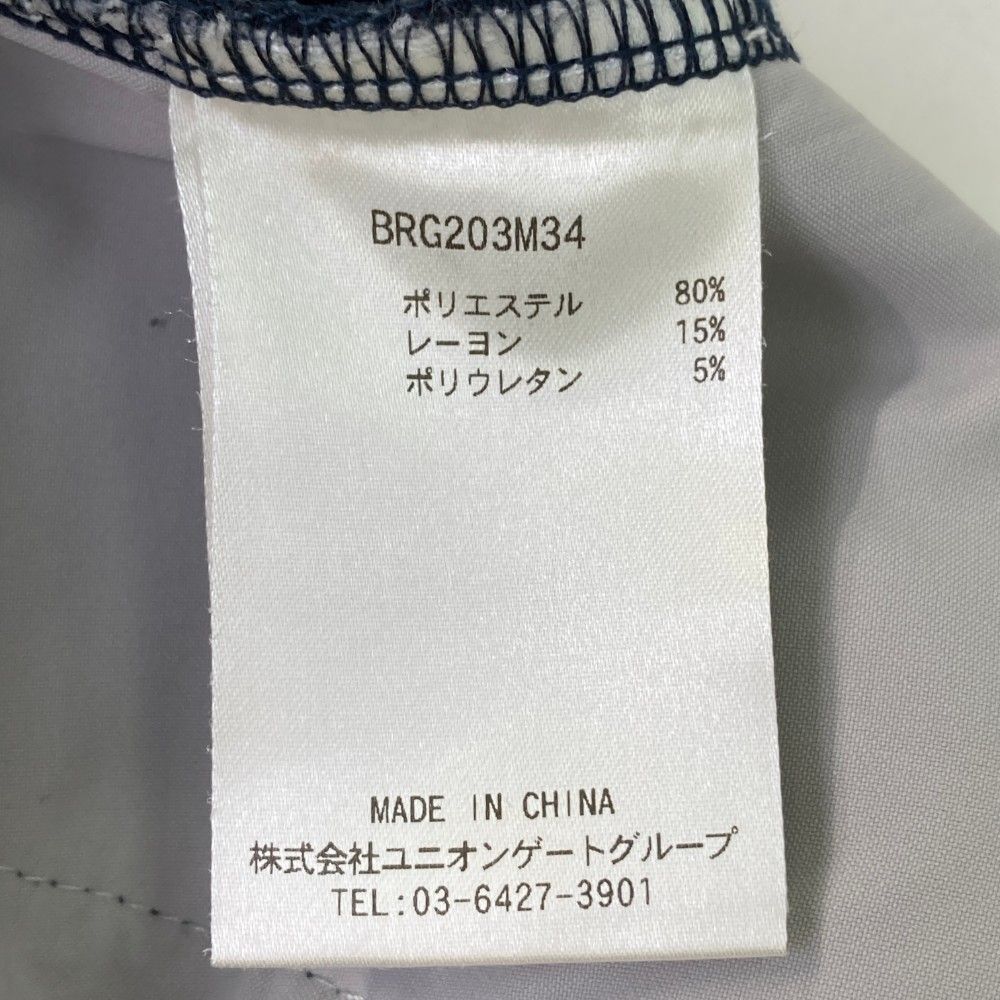 BRG203M34
ポリエステル 80%
レーヨン 15%
ポリウレタン 5%
MADE IN CHINA
株式会社ユニオンゲートグループ
TEL:03-6427-3901